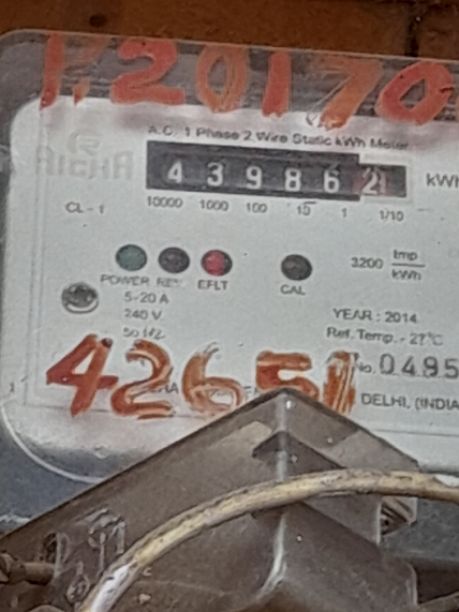 P.20170
A.C. 1 Phase 2 Wire Static kWh Meter
4 3 9 8 6 2 kWh
10000 1000 100 10 1 1/10
CL - 1
3200 imp/kWh
POWER REV EFLT CAL
5-20 A
240 V
50 HZ
YEAR : 2014
Ref. Temp. - 27°C
No. 0495
42651
DELHI, (INDIA